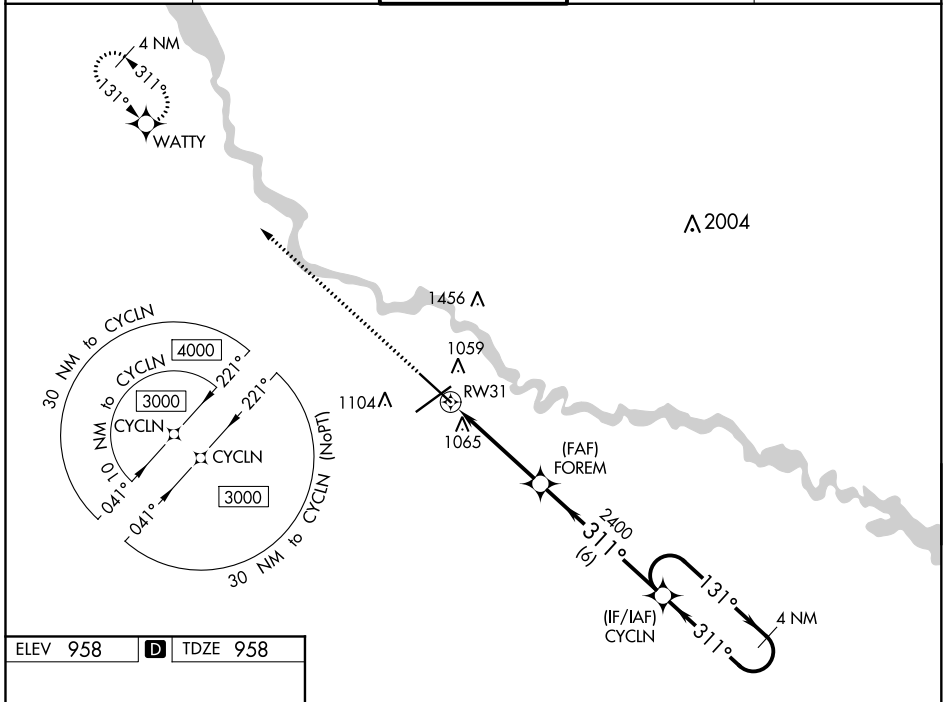 4 NM
311°
131°
WATTY
2004
1456
1059
1104
RW31
1065
30 NM to CYCLN
4000
10 NM to CYCLN
3000
221°
221°
CYCLN
CYCLN
041°
041°
3000
30 NM to CYCLN (NoPT)
(FAF)
FOREM
2400
311°
(6)
(IF/IAF)
CYCLN
131°
311°
4 NM
ELEV 958 D TDZE 958